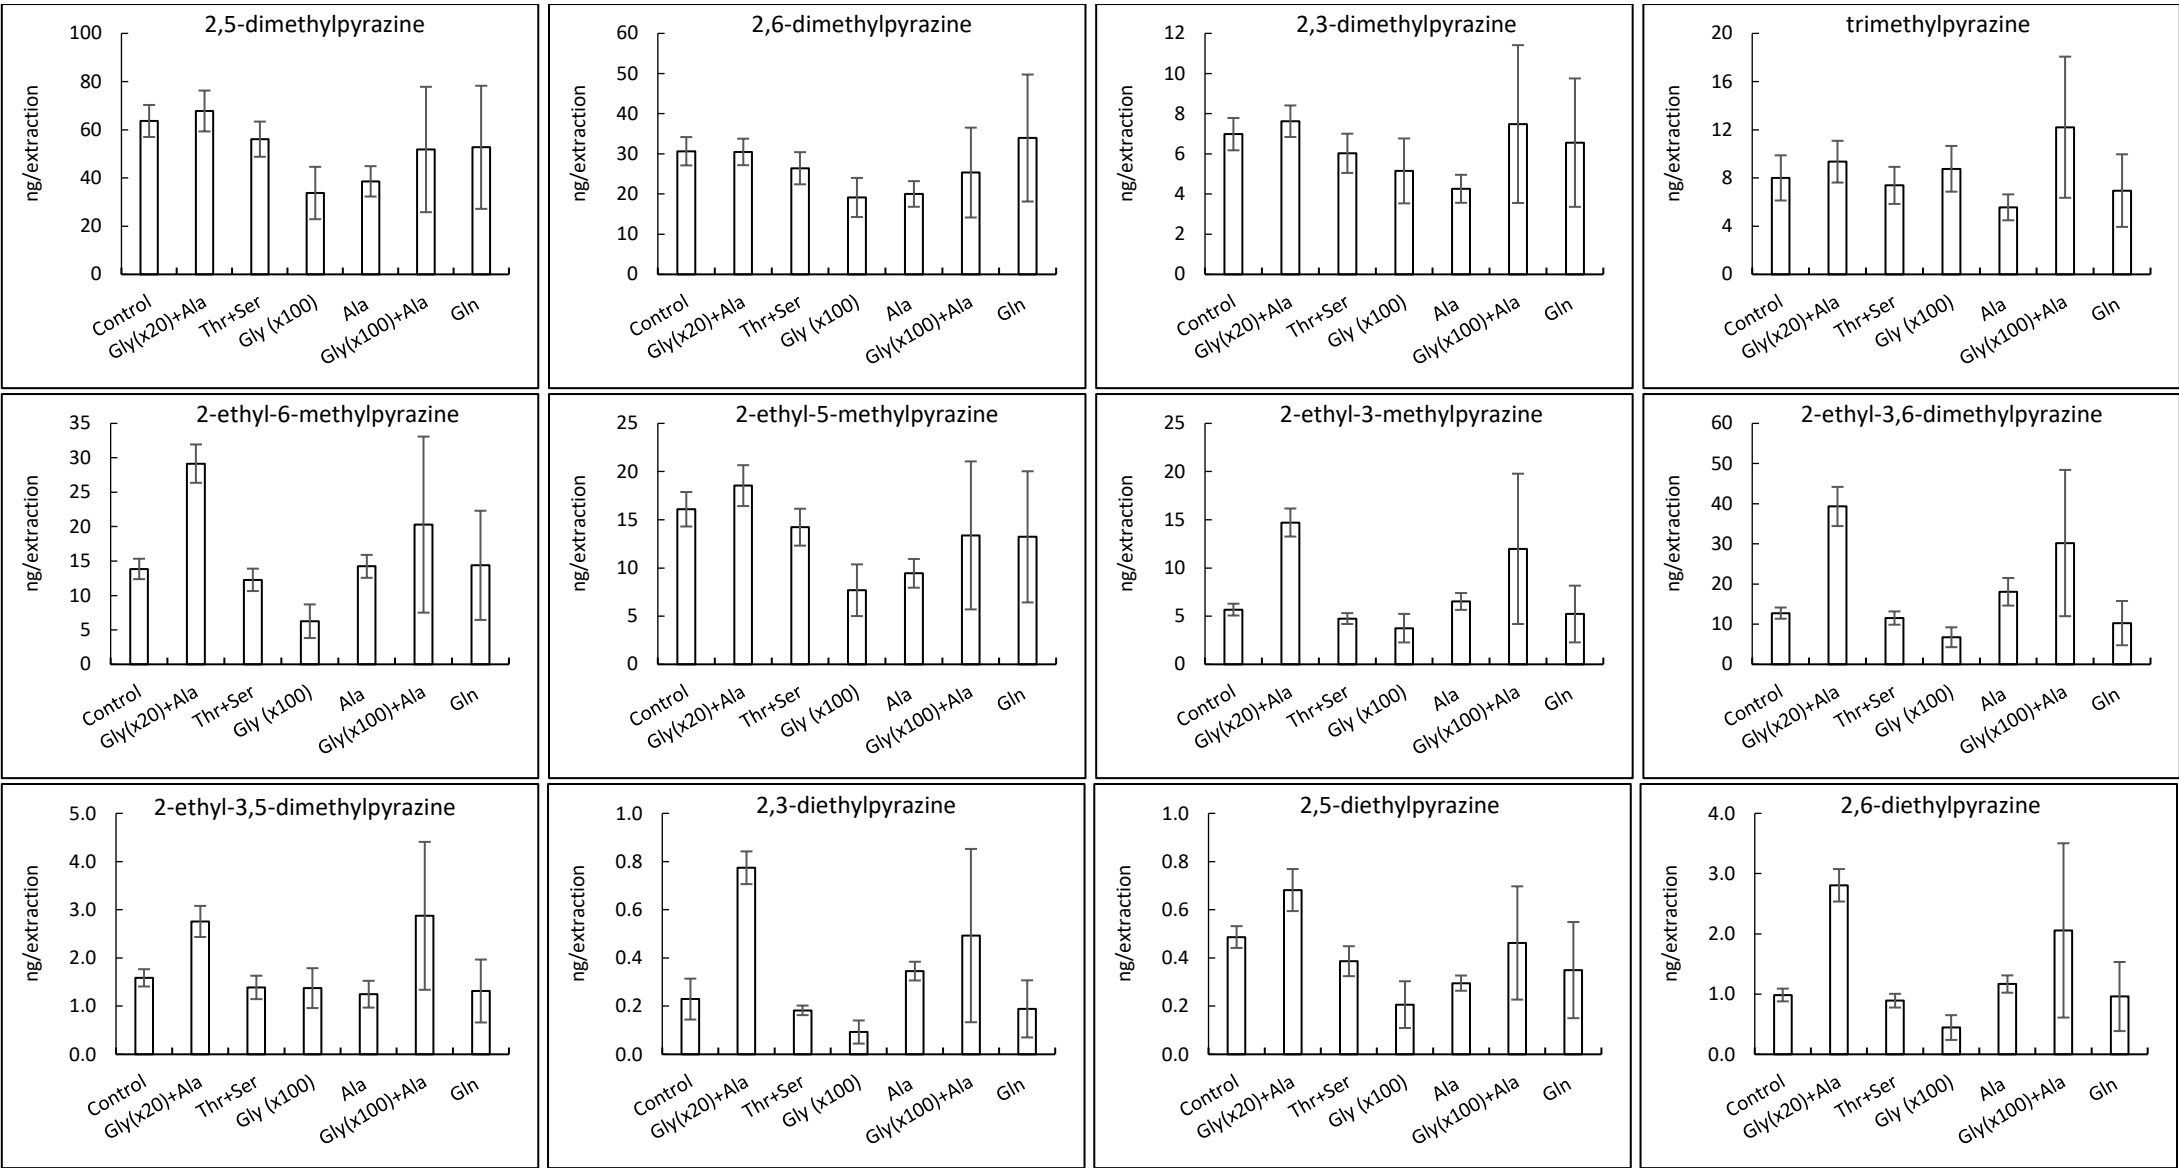 2,5-dimethylpyrazine
ng/extraction
100
80
60
40
20
0
Control
Gly(x20)+Ala
Thr+Ser
Gly (x100)
Ala
Gly(x100)+Ala
Gln
2,6-dimethylpyrazine
ng/extraction
60
50
40
30
20
10
0
Control
Gly(x20)+Ala
Thr+Ser
Gly (x100)
Ala
Gly(x100)+Ala
Gln
2,3-dimethylpyrazine
ng/extraction
12
10
8
6
4
2
0
Control
Gly(x20)+Ala
Thr+Ser
Gly (x100)
Ala
Gly(x100)+Ala
Gln
trimethylpyrazine
ng/extraction
20
16
12
8
4
0
Control
Gly(x20)+Ala
Thr+Ser
Gly (x100)
Ala
Gly(x100)+Ala
Gln
2-ethyl-6-methylpyrazine
ng/extraction
35
30
25
20
15
10
5
0
Control
Gly(x20)+Ala
Thr+Ser
Gly (x100)
Ala
Gly(x100)+Ala
Gln
2-ethyl-5-methylpyrazine
ng/extraction
25
20
15
10
5
0
Control
Gly(x20)+Ala
Thr+Ser
Gly (x100)
Ala
Gly(x100)+Ala
Gln
2-ethyl-3-methylpyrazine
ng/extraction
25
20
15
10
5
0
Control
Gly(x20)+Ala
Thr+Ser
Gly (x100)
Ala
Gly(x100)+Ala
Gln
2-ethyl-3,6-dimethylpyrazine
ng/extraction
60
50
40
30
20
10
0
Control
Gly(x20)+Ala
Thr+Ser
Gly (x100)
Ala
Gly(x100)+Ala
Gln
2-ethyl-3,5-dimethylpyrazine
ng/extraction
5.0
4.0
3.0
2.0
1.0
0.0
Control
Gly(x20)+Ala
Thr+Ser
Gly (x100)
Ala
Gly(x100)+Ala
Gln
2,3-diethylpyrazine
ng/extraction
1.0
0.8
0.6
0.4
0.2
0.0
Control
Gly(x20)+Ala
Thr+Ser
Gly (x100)
Ala
Gly(x100)+Ala
Gln
2,5-diethylpyrazine
ng/extraction
1.0
0.8
0.6
0.4
0.2
0.0
Control
Gly(x20)+Ala
Thr+Ser
Gly (x100)
Ala
Gly(x100)+Ala
Gln
2,6-diethylpyrazine
ng/extraction
4.0
3.0
2.0
1.0
0.0
Control
Gly(x20)+Ala
Thr+Ser
Gly (x100)
Ala
Gly(x100)+Ala
Gln